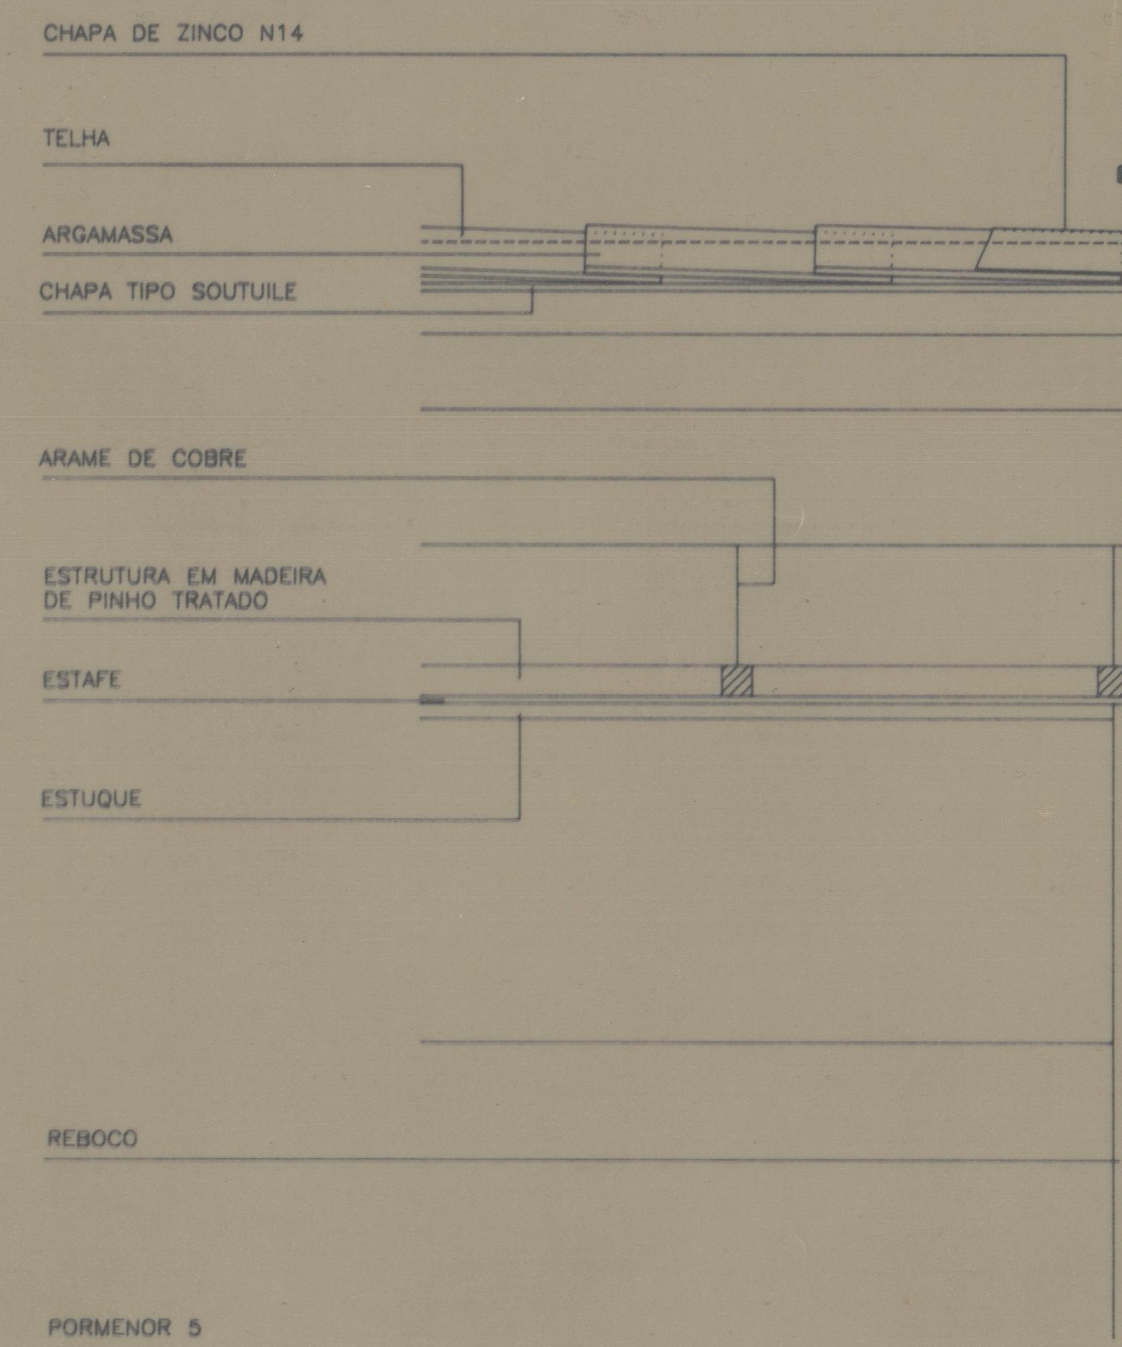 CHAPA DE ZINCO N14
TELHA
ARGAMASSA
CHAPA TIPO SOUTUILE
ARAME DE COBRE
ESTRUTURA EM MADEIRA
DE PINHO TRATADO
ESTAFE
ESTUQUE
REBOCO
PORMENOR 5